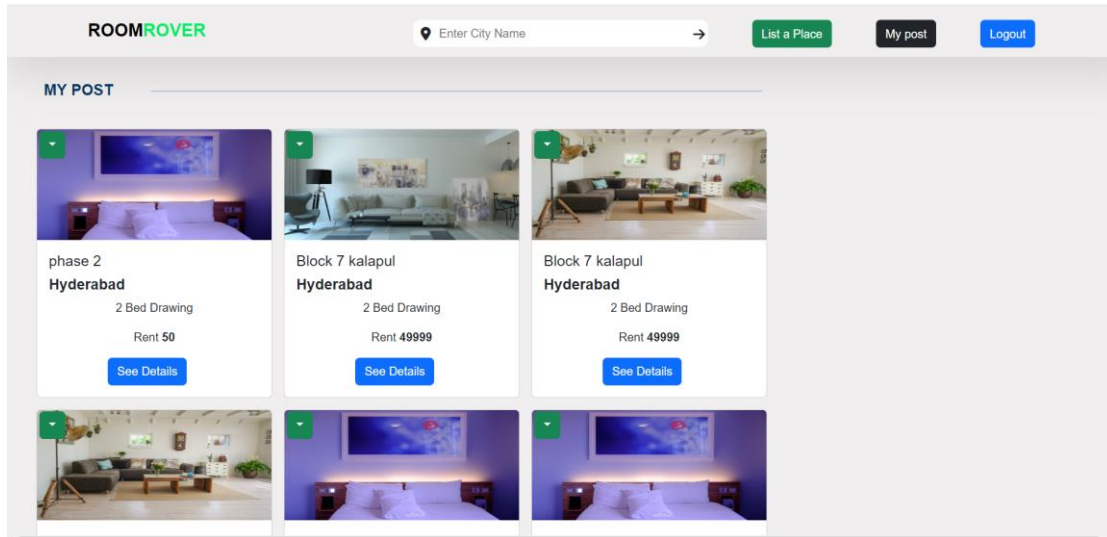 ROOMROVER
Enter City Name
List a Place
My post
Logout
MY POST
phase 2
Hyderabad
2 Bed Drawing
Rent 50
See Details
Block 7 kalapul
Hyderabad
2 Bed Drawing
Rent 49999
See Details
Block 7 kalapul
Hyderabad
2 Bed Drawing
Rent 49999
See Details